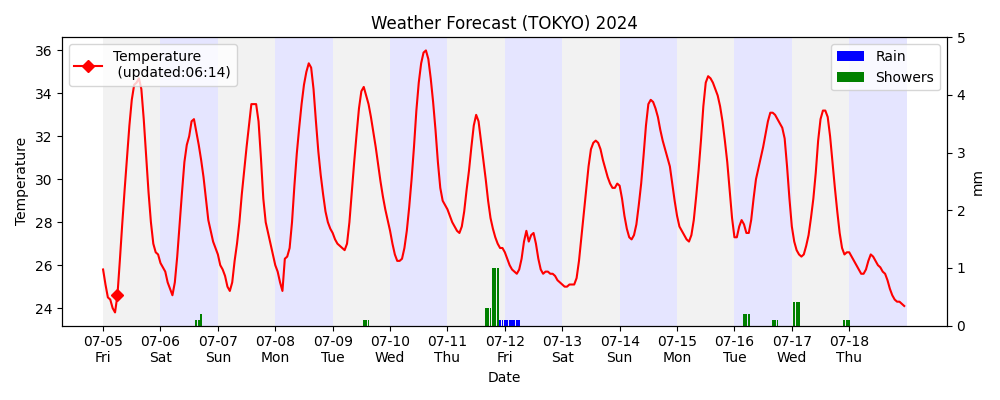 Weather Forecast (TOKYO) 2024
Temperature
(updated:06:14)
Rain
Showers
Temperature
36
34
32
30
28
26
24
5
4
3
2
1
0
mm
07-05 07-06 07-07 07-08 07-09 07-10 07-11 07-12 07-13 07-14 07-15 07-16 07-17 07-18
Fri Sat Sun Mon Tue Wed Thu Fri Sat Sun Mon Tue Wed Thu
Date